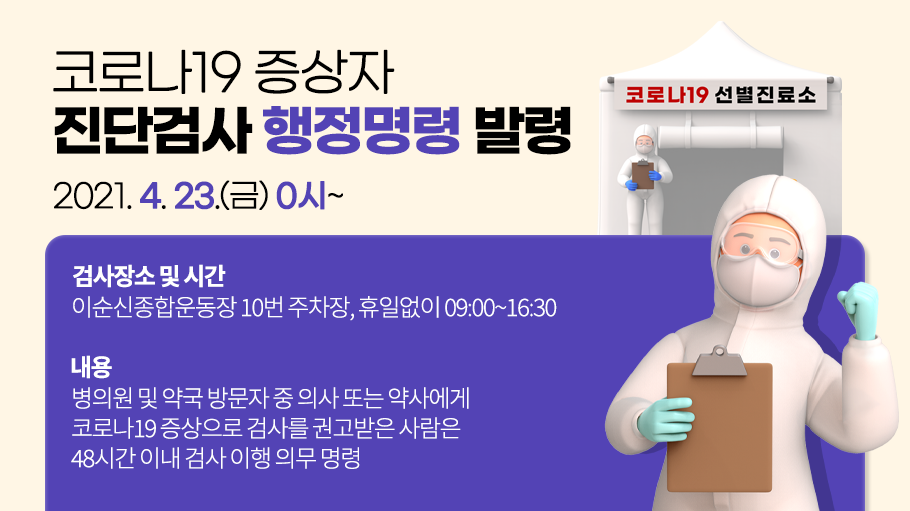 코로나19 증상자
진단검사 행정명령 발령
2021. 4. 23.(금) 0시~
코로나19 선별진료소
검사장소 및 시간
이순신종합운동장 10번 주차장, 휴일없이 09:00~16:30
내용
병의원 및 약국 방문자 중 의사 또는 약사에게
코로나19 증상으로 검사를 권고받은 사람은
48시간 이내 검사 이행 의무 명령